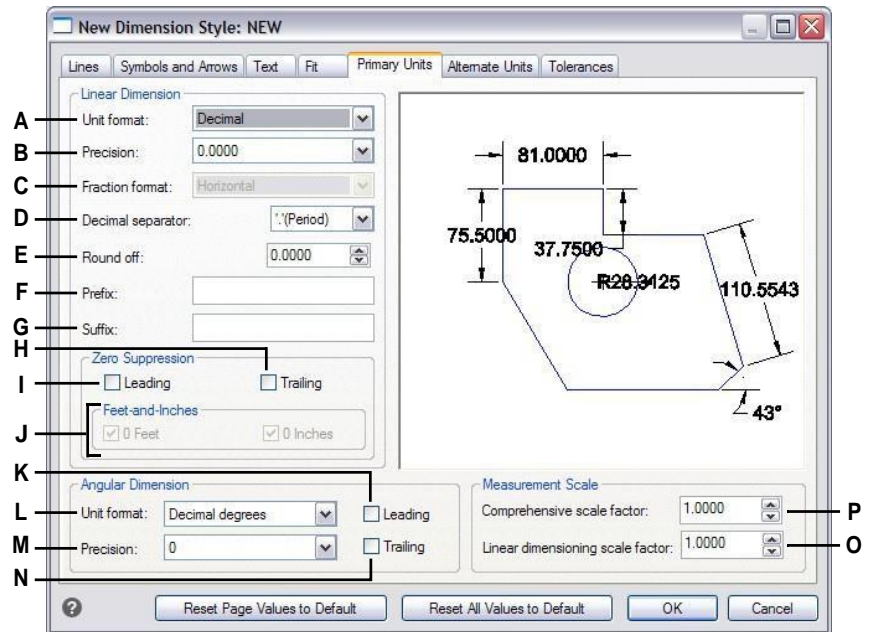 New Dimension Style: NEW
Lines Symbols and Arrows Text Fit Primary Units Alternate Units Tolerances
Linear Dimension
A Unit format: Decimal
B Precision: 0.0000
C Fraction format: Horizontal
D Decimal separator: '.'(Period)
E Round off: 0.0000
F Prefix:
G Suffix:
H
Zero Suppression
I Leading Trailing
Feet-and-Inches
J 0 Feet 0 Inches
81.0000
75.5000
37.7500
R28.3425
110.5543
43°
K
Angular Dimension
L Unit format: Decimal degrees Leading
M Precision: 0 Trailing
N
Measurement Scale
Comprehensive scale factor: 1.0000 P
Linear dimensioning scale factor: 1.0000 O
? Reset Page Values to Default Reset All Values to Default OK Cancel